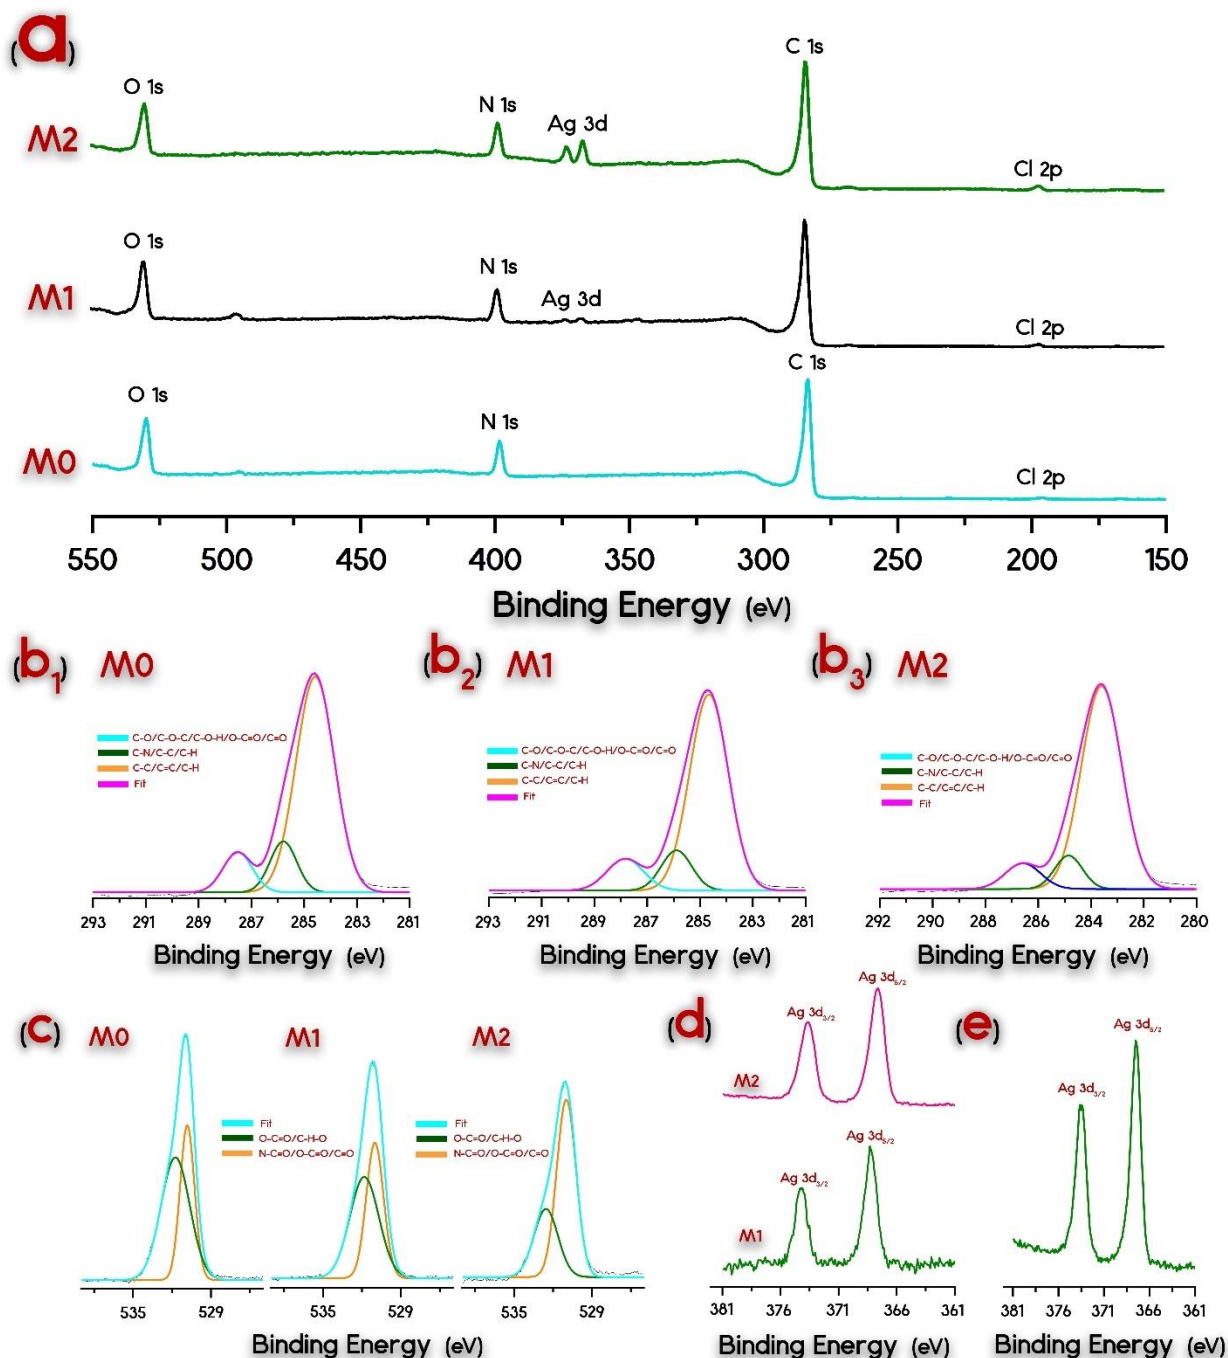 (a)
M2
O 1s
N 1s
Ag 3d
C 1s
Cl 2p
M1
O 1s
N 1s
Ag 3d
Cl 2p
M0
O 1s
N 1s
C 1s
Cl 2p
550 500 450 400 350 300 250 200 150
Binding Energy (eV)
(b1) M0
C-O/C-O-C/C-O-H/O-C=O/C=O
C-N/C-C/C-H
C-C/C=C/C-H
Fit
293 291 289 287 285 283 281
Binding Energy (eV)
(b2) M1
C-O/C-O-C/C-O-H/O-C=O/C=O
C-N/C-C/C-H
C-C/C=C/C-H
Fit
293 291 289 287 285 283 281
Binding Energy (eV)
(b3) M2
C-O/C-O-C/C-O-H/O-C=O/C=O
C-N/C-C/C-H
C-C/C=C/C-H
Fit
292 290 288 286 284 282 280
Binding Energy (eV)
(c) M0
M1
M2
Fit
O-C=O/C-H-O
N-C=O/O-C=O/C=O
Fit
O-C=O/C-H-O
N-C=O/O-C=O/C=O
535 529
535 529
535 529
Binding Energy (eV)
(d)
Ag 3d3/2
Ag 3d5/2
M2
Ag 3d3/2
Ag 3d5/2
M1
381 376 371 366 361
Binding Energy (eV)
(e)
Ag 3d3/2
Ag 3d5/2
381 376 371 366 361
Binding Energy (eV)